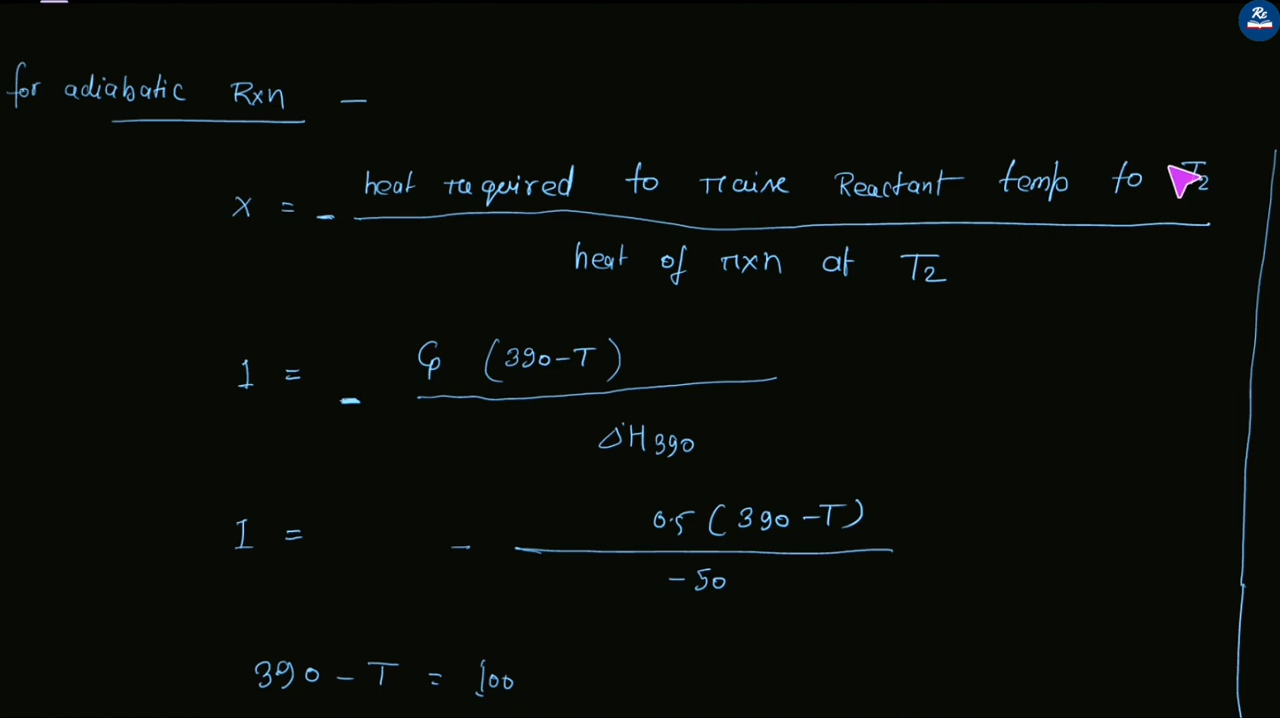 Re
for adiabatic Rxn -
x = - heat required to raise Reactant temp to T2
heat of rxn at T2
1 = - Cp (390-T)
ΔH390
1 = - 0.5 (390-T)
-50
390 - T = 100